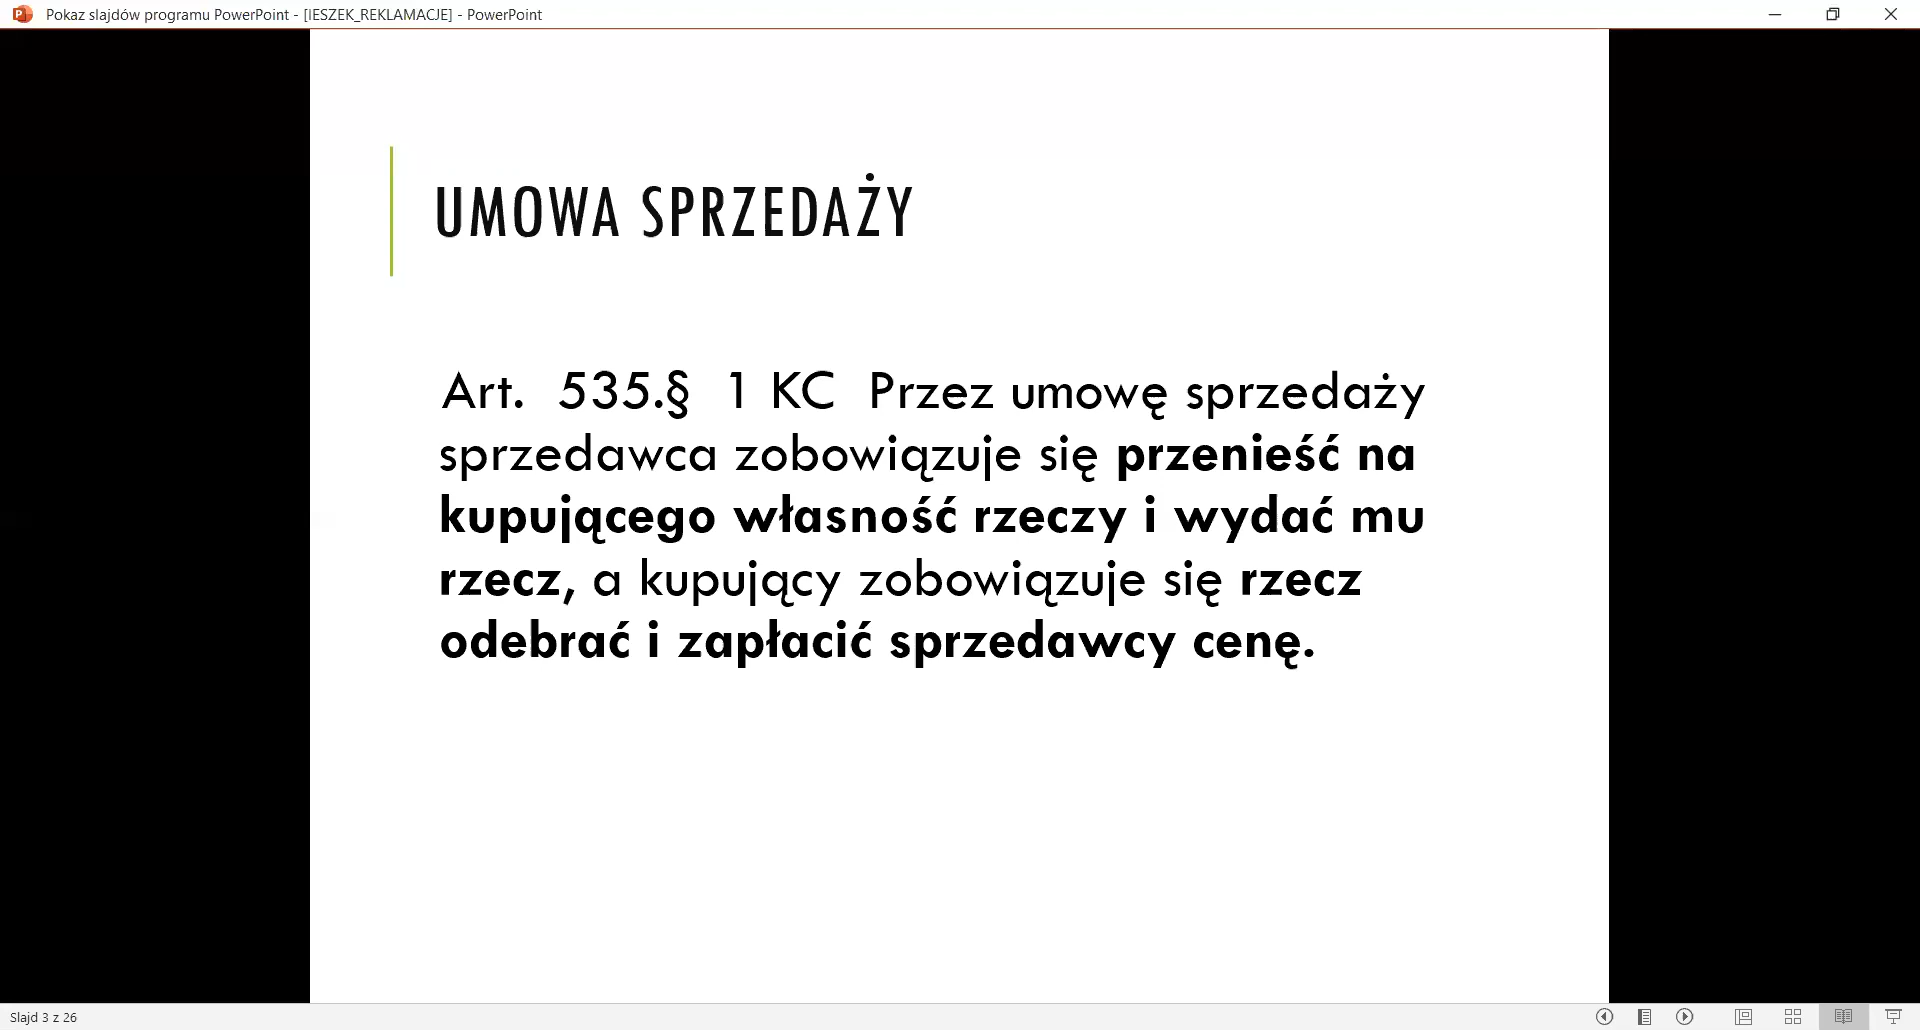 Pokaz slajdów programu PowerPoint - [IESZEK_REKLAMACJE] - PowerPoint
UMOWA SPRZEDAŻY
Art. 535.§ 1 KC Przez umowę sprzedaży
sprzedawca zobowiązuje się przenieść na
kupującego własność rzeczy i wydać mu
rzecz, a kupujący zobowiązuje się rzecz
odebrać i zapłacić sprzedawcy cenę.
Slajd 3 z 26